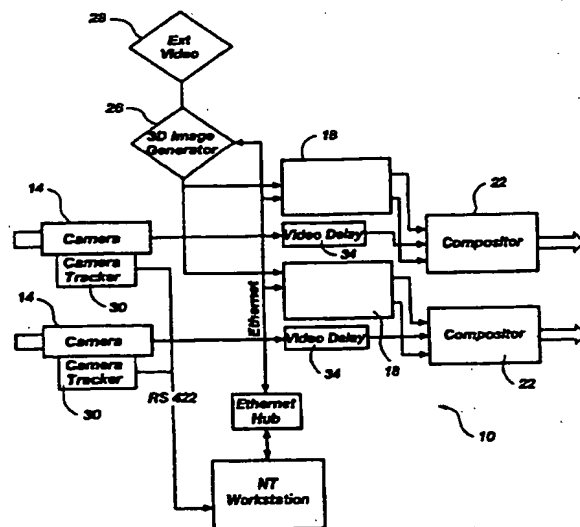 28
Ext
Video
26
3D Image
Generator
18
14
22
Camera
Video Delay
Compositor
Camera
Tracker
34
30
Ethernet
14
Camera
Video Delay
Compositor
Camera
Tracker
34
18
22
30
RS 422
Ethernet
Hub
10
NT
Workstation